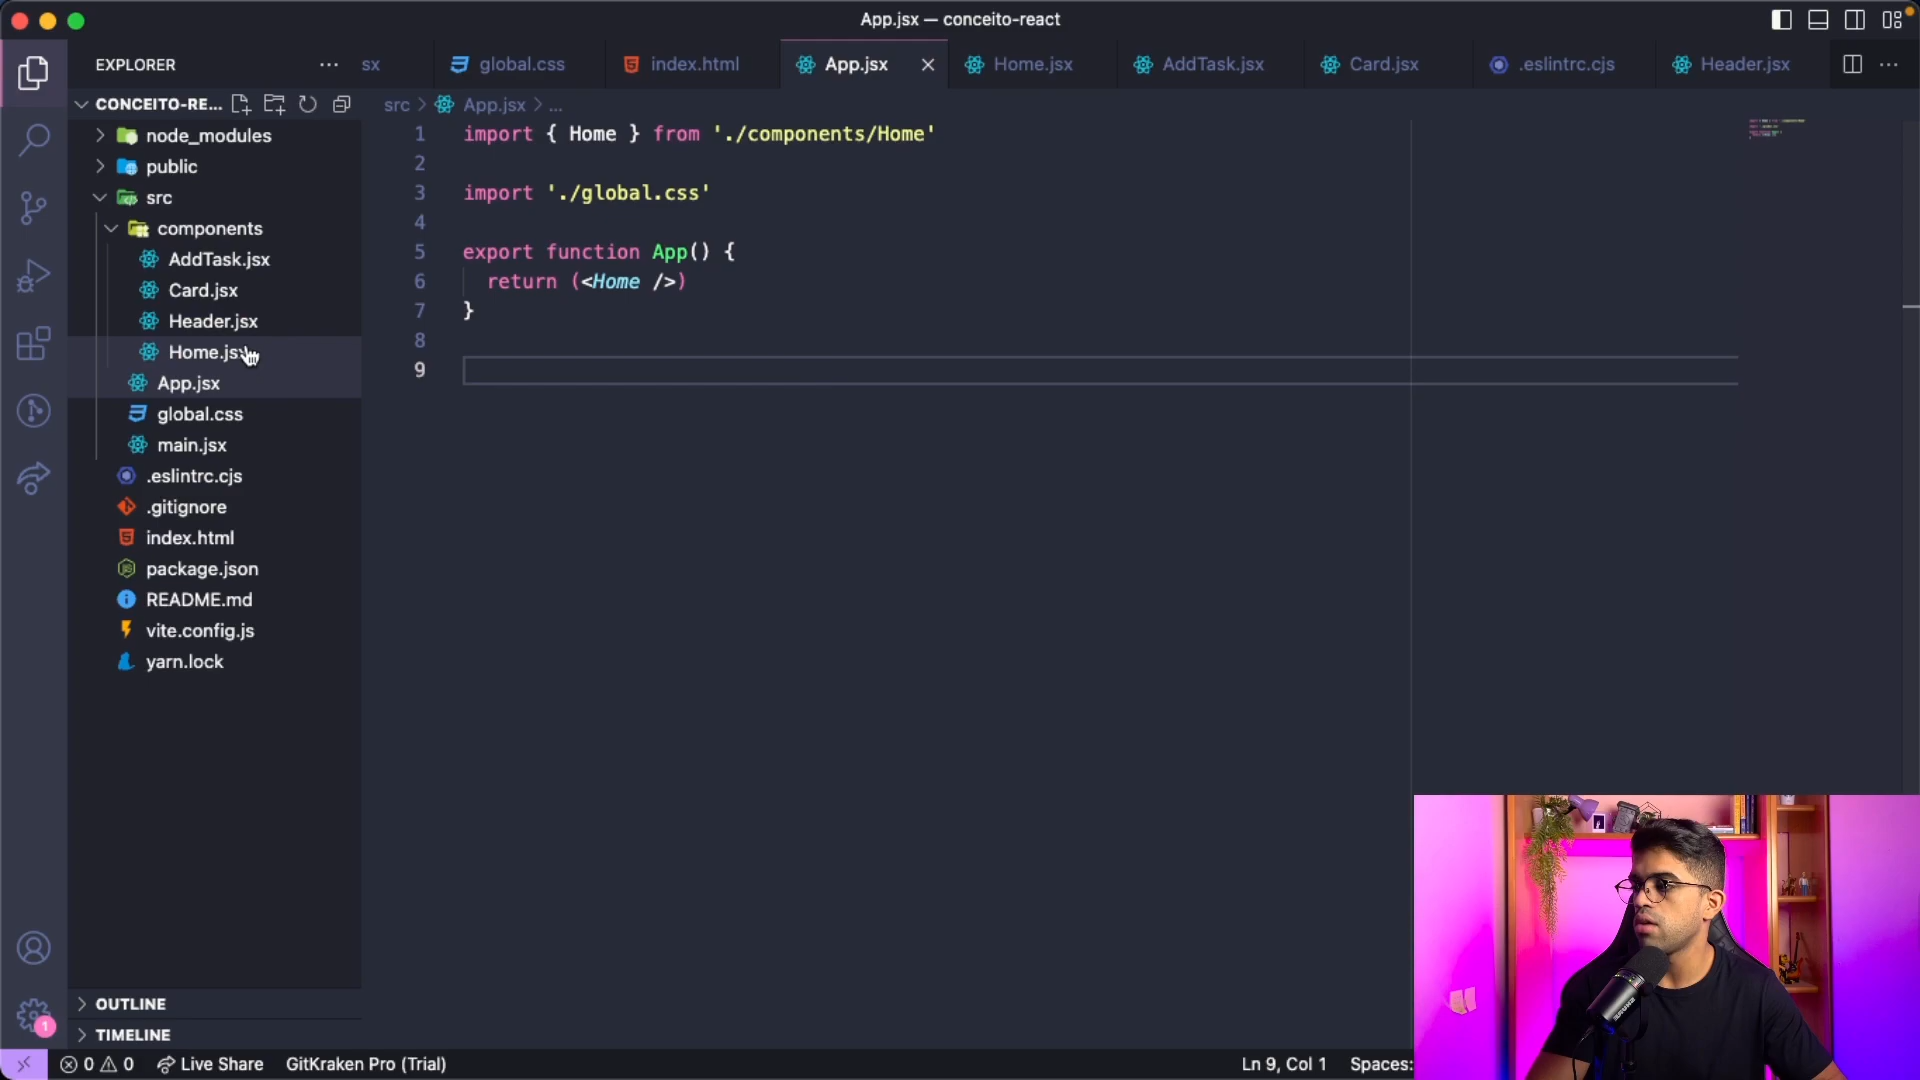 App.jsx — conceito-react
EXPLORER
sx
global.css
index.html
App.jsx
Home.jsx
AddTask.jsx
Card.jsx
.eslintrc.cjs
Header.jsx
CONCEITO-RE...
src > App.jsx > ...
node_modules
public
src
components
AddTask.jsx
Card.jsx
Header.jsx
Home.jsx
App.jsx
global.css
main.jsx
.eslintrc.cjs
.gitignore
index.html
package.json
README.md
vite.config.js
yarn.lock
OUTLINE
TIMELINE
1 import { Home } from './components/Home'
2
3 import './global.css'
4
5 export function App() {
6 return (<Home />)
7 }
8
9
1
0 0
Live Share
GitKraken Pro (Trial)
Ln 9, Col 1
Spaces: